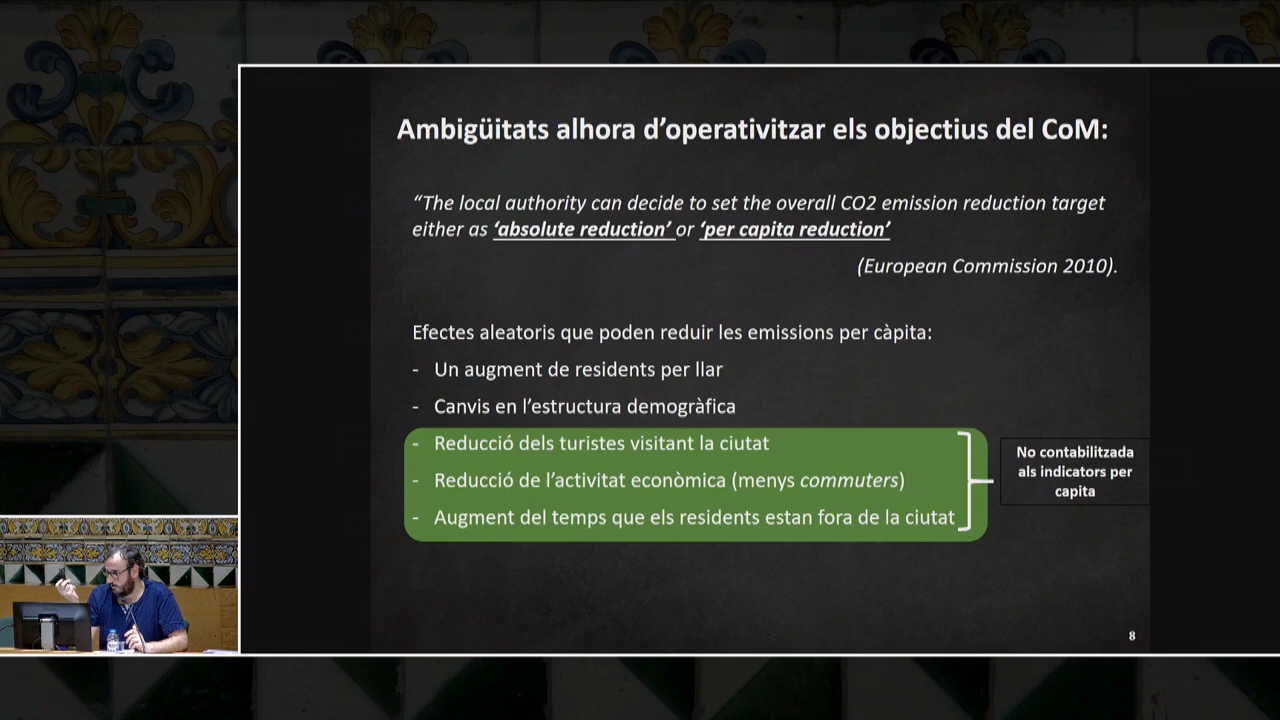 Ambigüitats alhora d’operativitzar els objectius del CoM:
“The local authority can decide to set the overall CO2 emission reduction target
either as ‘absolute reduction’ or ‘per capita reduction’
(European Commission 2010).
Efectes aleatoris que poden reduir les emissions per càpita:
- Un augment de residents per llar
- Canvis en l’estructura demogràfica
- Reducció dels turistes visitant la ciutat
- Reducció de l’activitat econòmica (menys commuters)
- Augment del temps que els residents estan fora de la ciutat
No contabilitzada
als indicators per
capita
8